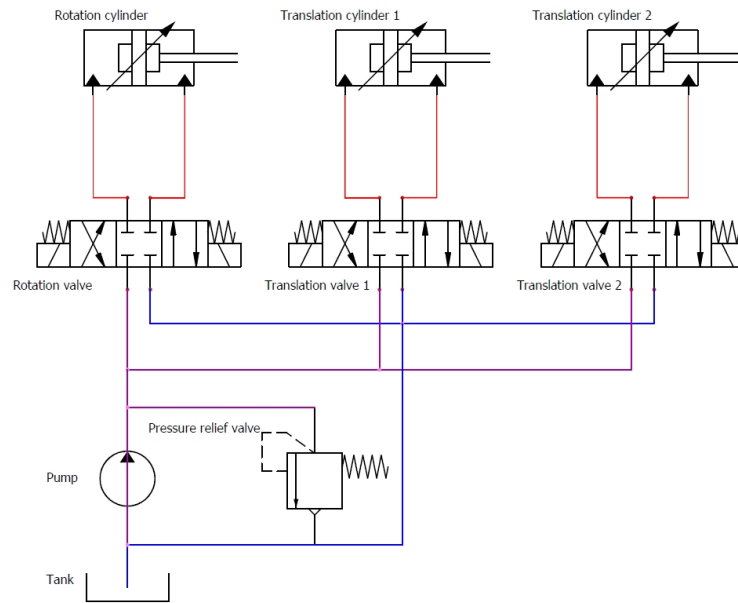 Rotation cylinder
Translation cylinder 1
Translation cylinder 2
Rotation valve
Translation valve 1
Translation valve 2
Pressure relief valve
Pump
Tank